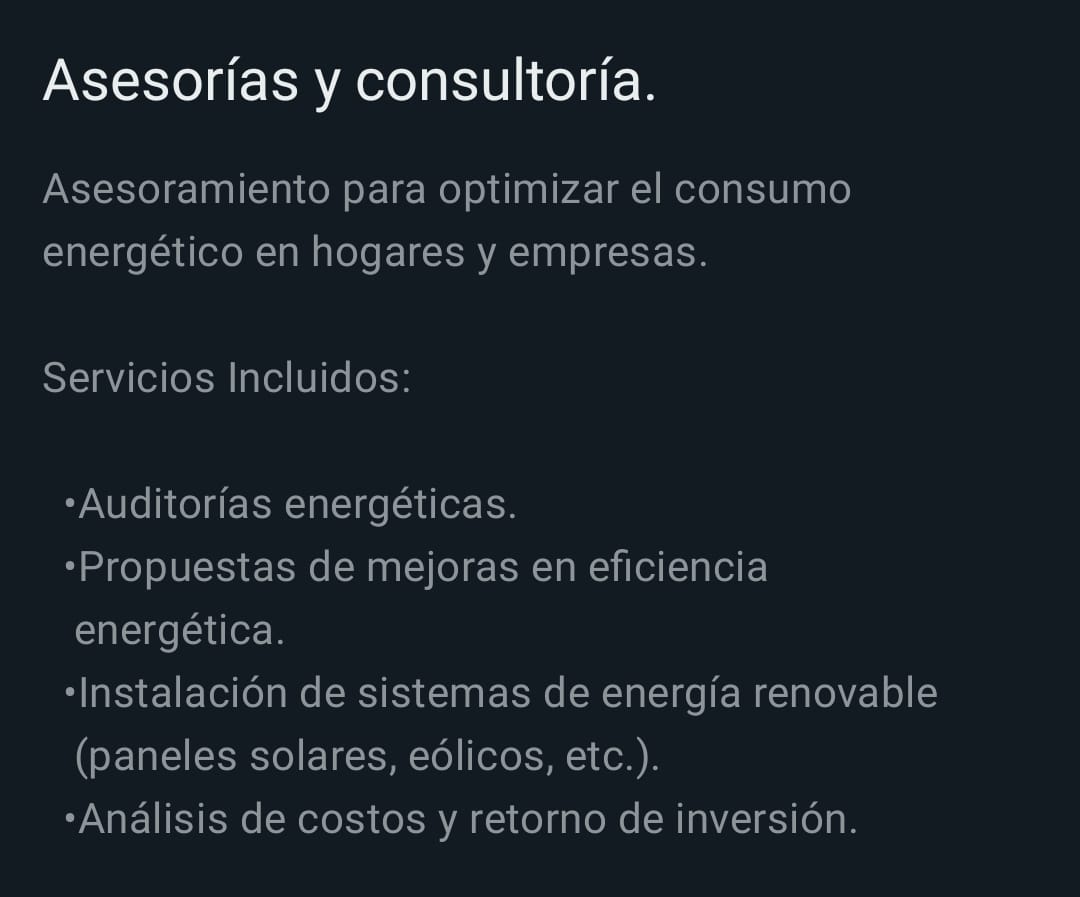 Asesorías y consultoría.
Asesoramiento para optimizar el consumo
energético en hogares y empresas.
Servicios Incluidos:
•Auditorías energéticas.
•Propuestas de mejoras en eficiencia
energética.
•Instalación de sistemas de energía renovable
(paneles solares, eólicos, etc.).
•Análisis de costos y retorno de inversión.